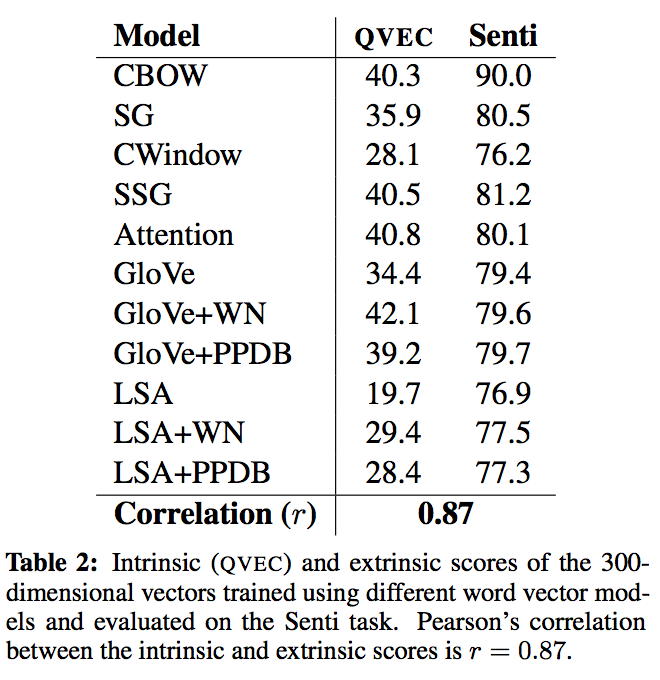 Model QVEC Senti
CBOW 40.3 90.0
SG 35.9 80.5
CWindow 28.1 76.2
SSG 40.5 81.2
Attention 40.8 80.1
GloVe 34.4 79.4
GloVe+WN 42.1 79.6
GloVe+PPDB 39.2 79.7
LSA 19.7 76.9
LSA+WN 29.4 77.5
LSA+PPDB 28.4 77.3
Correlation (r) 0.87
Table 2: Intrinsic (QVEC) and extrinsic scores of the 300-
dimensional vectors trained using different word vector mod-
els and evaluated on the Senti task. Pearson's correlation
between the intrinsic and extrinsic scores is r = 0.87.